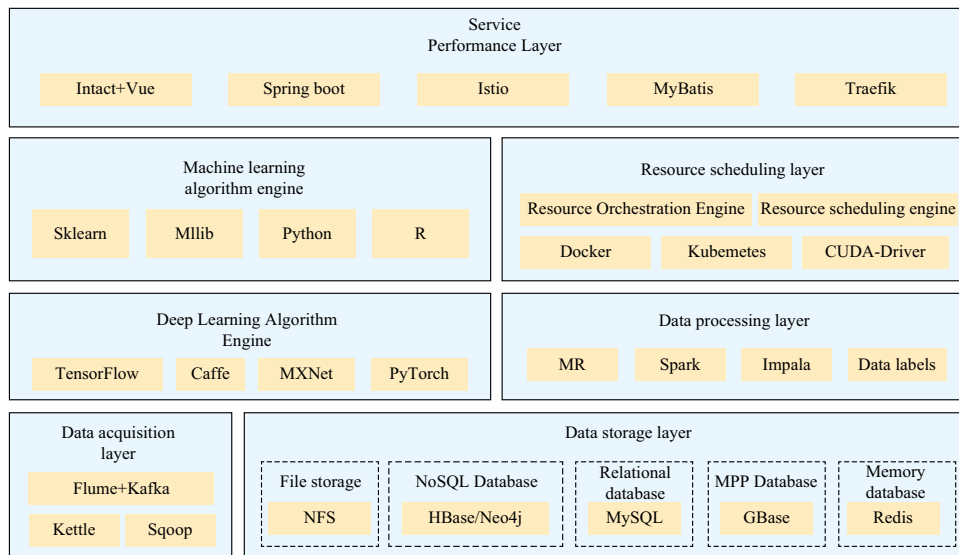 Service
Performance Layer
Intact+Vue
Spring boot
Istio
MyBatis
Traefik
Machine learning
algorithm engine
Sklearn
Mllib
Python
R
Resource scheduling layer
Resource Orchestration Engine
Resource scheduling engine
Docker
Kubemetes
CUDA-Driver
Deep Learning Algorithm
Engine
TensorFlow
Caffe
MXNet
PyTorch
Data processing layer
MR
Spark
Impala
Data labels
Data acquisition
layer
Flume+Kafka
Kettle
Sqoop
Data storage layer
File storage
NFS
NoSQL Database
HBase/Neo4j
Relational
database
MySQL
MPP Database
GBase
Memory
database
Redis